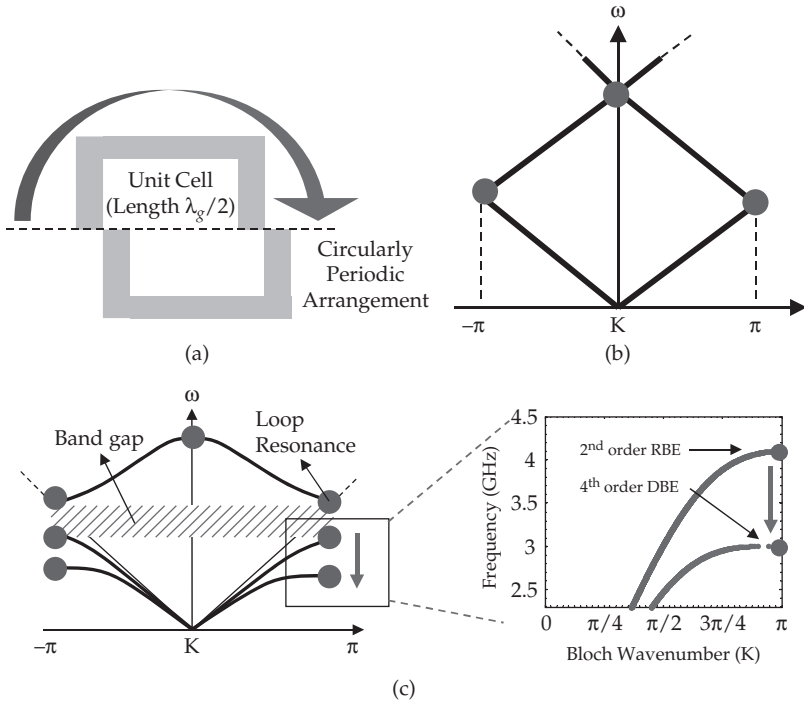 Unit Cell
(Length λg/2)
Circularly
Periodic
Arrangement
(a)
ω
−π
K
π
(b)
ω
Band gap
Loop
Resonance
−π
K
π
4.5
4
3.5
3
2.5
Frequency (GHz)
2nd order RBE
4th order DBE
0
π/4
π/2
3π/4
π
Bloch Wavenumber (K)
(c)